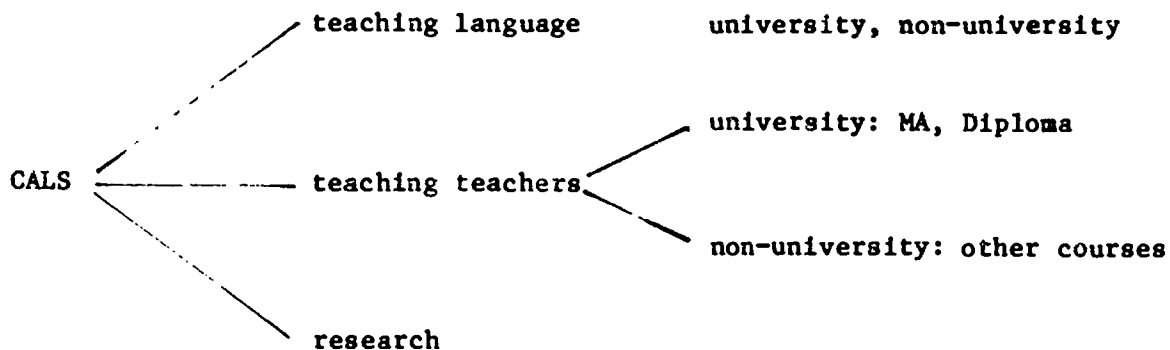 teaching language university, non-university
university: MA, Diploma
CALS teaching teachers
non-university: other courses
research